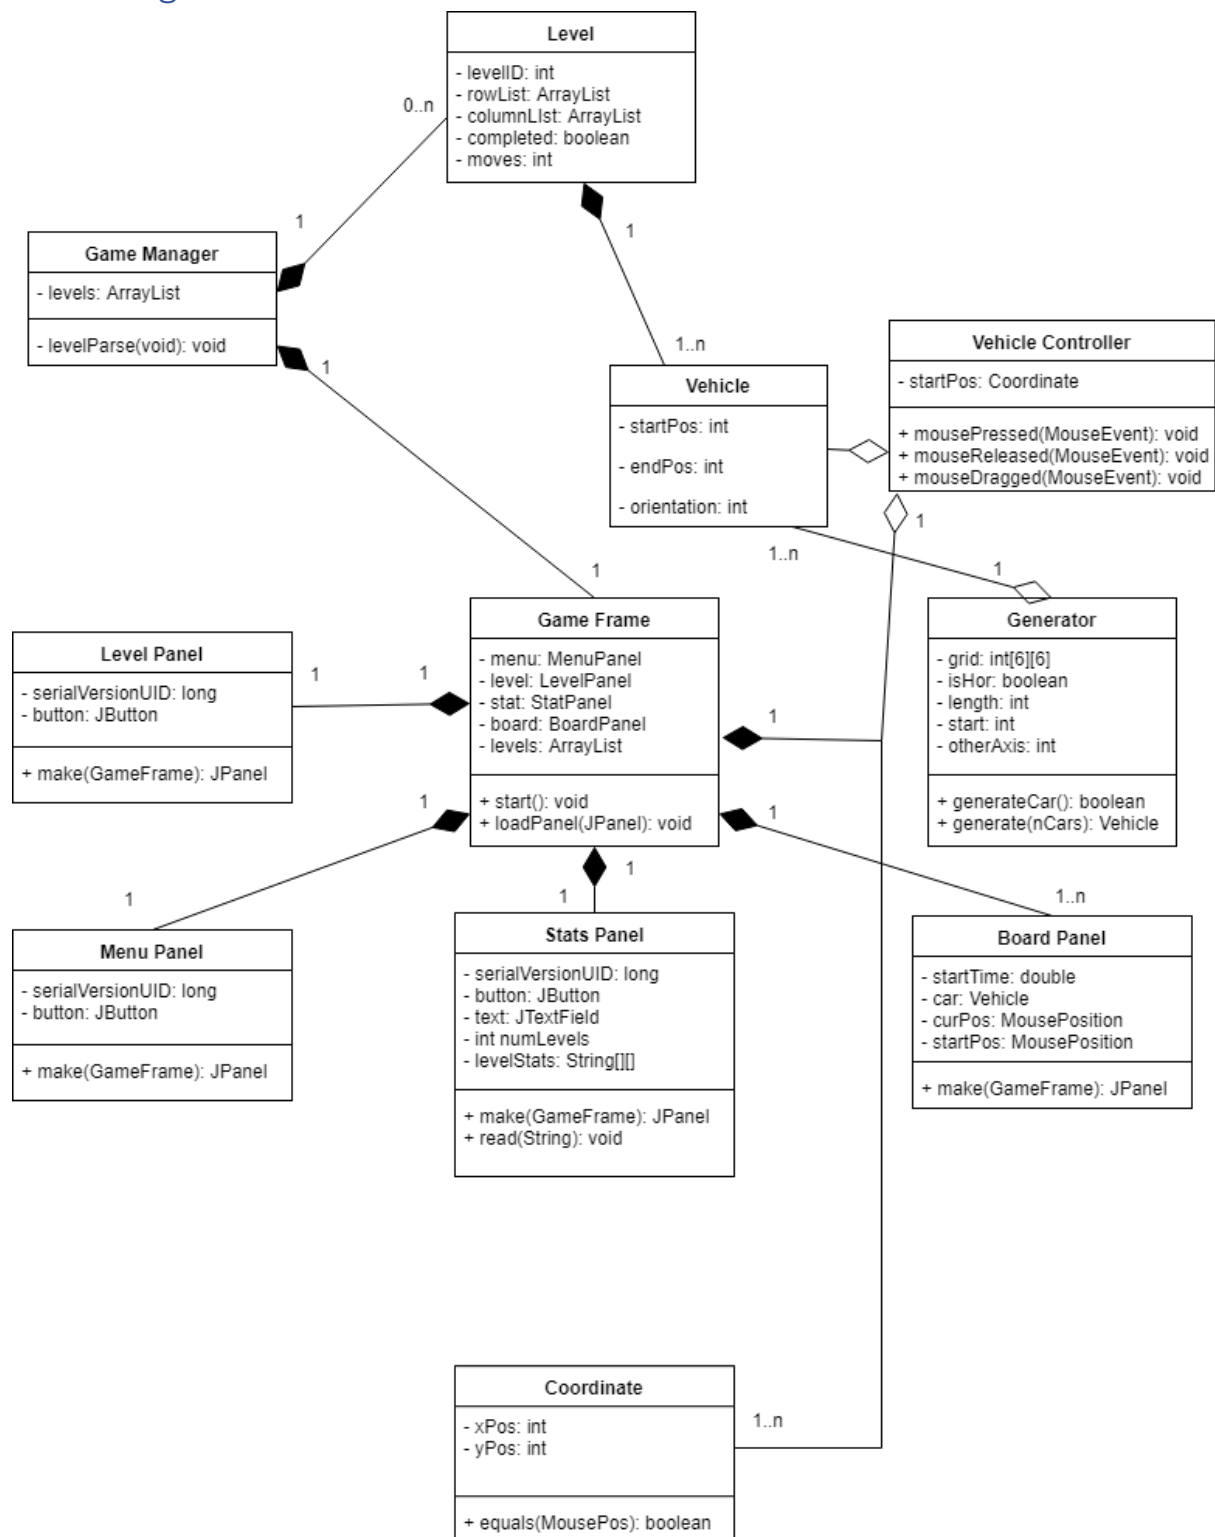 Level
- levelID: int
- rowList: ArrayList
- columnLIst: ArrayList
- completed: boolean
- moves: int
0..n
1
1
Game Manager
- levels: ArrayList
- levelParse(void): void
1
1..n
Vehicle
- startPos: int
- endPos: int
- orientation: int
Vehicle Controller
- startPos: Coordinate
+ mousePressed(MouseEvent): void
+ mouseReleased(MouseEvent): void
+ mouseDragged(MouseEvent): void
1
1..n
1
1
Game Frame
- menu: MenuPanel
- level: LevelPanel
- stat: StatPanel
- board: BoardPanel
- levels: ArrayList
+ start(): void
+ loadPanel(JPanel): void
Generator
- grid: int[6][6]
- isHor: boolean
- length: int
- start: int
- otherAxis: int
+ generateCar(): boolean
+ generate(nCars): Vehicle
Level Panel
- serialVersionUID: long
- button: JButton
+ make(GameFrame): JPanel
1
1
1
1
1
1
1
1
1..n
Menu Panel
- serialVersionUID: long
- button: JButton
+ make(GameFrame): JPanel
Stats Panel
- serialVersionUID: long
- button: JButton
- text: JTextField
- int numLevels
- levelStats: String[][]
+ make(GameFrame): JPanel
+ read(String): void
Board Panel
- startTime: double
- car: Vehicle
- curPos: MousePosition
- startPos: MousePosition
+ make(GameFrame): JPanel
Coordinate
- xPos: int
- yPos: int
+ equals(MousePos): boolean
1..n